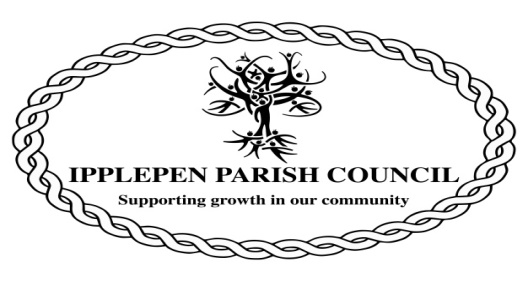 IPPLEPEN PARISH COUNCIL
Supporting growth in our community